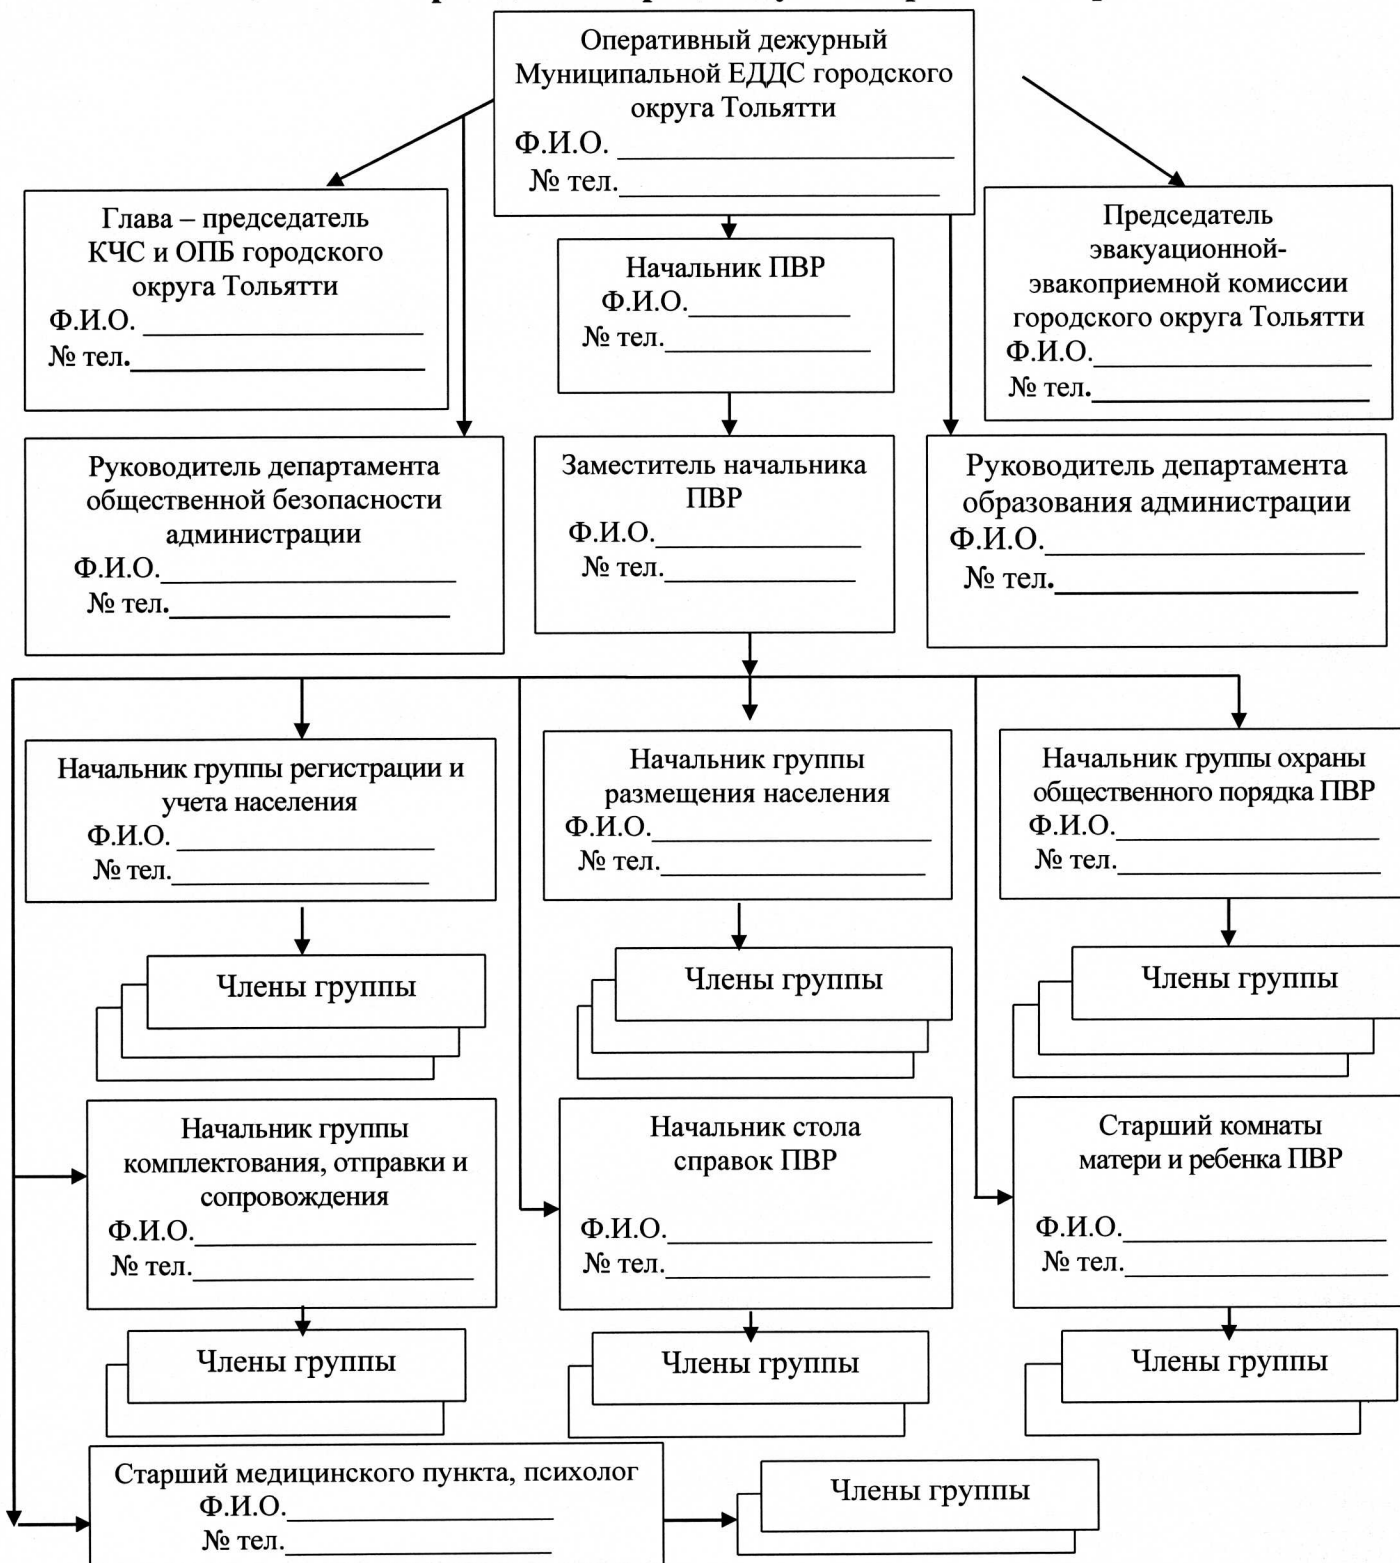 Оперативный дежурный
Муниципальной ЕДДС городского
округа Тольятти
Ф.И.О.
№ тел.
Глава – председатель
КЧС и ОПБ городского
округа Тольятти
Ф.И.О.
№ тел.
Начальник ПВР
Ф.И.О.
№ тел.
Председатель
эвакуационной-
эвакоприемной комиссии
городского округа Тольятти
Ф.И.О.
№ тел.
Руководитель департамента
общественной безопасности
администрации
Ф.И.О.
№ тел.
Заместитель начальника
ПВР
Ф.И.О.
№ тел.
Руководитель департамента
образования администрации
Ф.И.О.
№ тел.
Начальник группы регистрации и
учета населения
Ф.И.О.
№ тел.
Начальник группы
размещения населения
Ф.И.О.
№ тел.
Начальник группы охраны
общественного порядка ПВР
Ф.И.О.
№ тел.
Члены группы
Члены группы
Члены группы
Начальник группы
комплектования, отправки и
сопровождения
Ф.И.О.
№ тел.
Начальник стола
справок ПВР
Ф.И.О.
№ тел.
Старший комнаты
матери и ребенка ПВР
Ф.И.О.
№ тел.
Члены группы
Члены группы
Члены группы
Старший медицинского пункта, психолог
Ф.И.О.
№ тел.
Члены группы